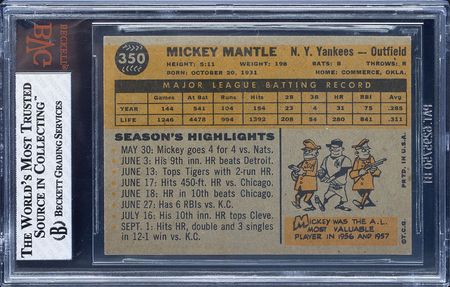 BECKETT
BVG
THE WORLD'S MOST TRUSTED
SOURCE IN COLLECTING™
BECKETT GRADING SERVICES
350
MICKEY MANTLE N. Y. Yankees — Outfield
HEIGHT: 5:11 WEIGHT: 198 BATS: B THROWS: R
BORN: OCTOBER 20, 1931 HOME: COMMERCE, OKLA.
MAJOR LEAGUE BATTING RECORD
Games At Bat Runs Hits 2B 3B HR RBI Avg.
YEAR 144 541 104 154 23 4 31 75 .285
LIFE 1246 4478 994 1392 208 54 280 841 .311
SEASON'S HIGHLIGHTS
MAY 30: Mickey goes 4 for 4 vs. Nats.
JUNE 3: His 9th inn. HR beats Detroit.
JUNE 13: Tops Tigers with 2-run HR.
JUNE 17: Hits 450-ft. HR vs. Chicago.
JUNE 18: HR in 10th beats Chicago.
JUNE 27: Has 6 RBI's vs. K.C.
JULY 16: His 10th inn. HR tops Cleve.
SEPT. 1: Hits HR, double and 3 singles
in 12-1 win vs. K.C.
MICKEY WAS THE A.L.
MOST VALUABLE
PLAYER IN 1956 AND 1957
©T.C.G.
PRTD. IN U.S.A.